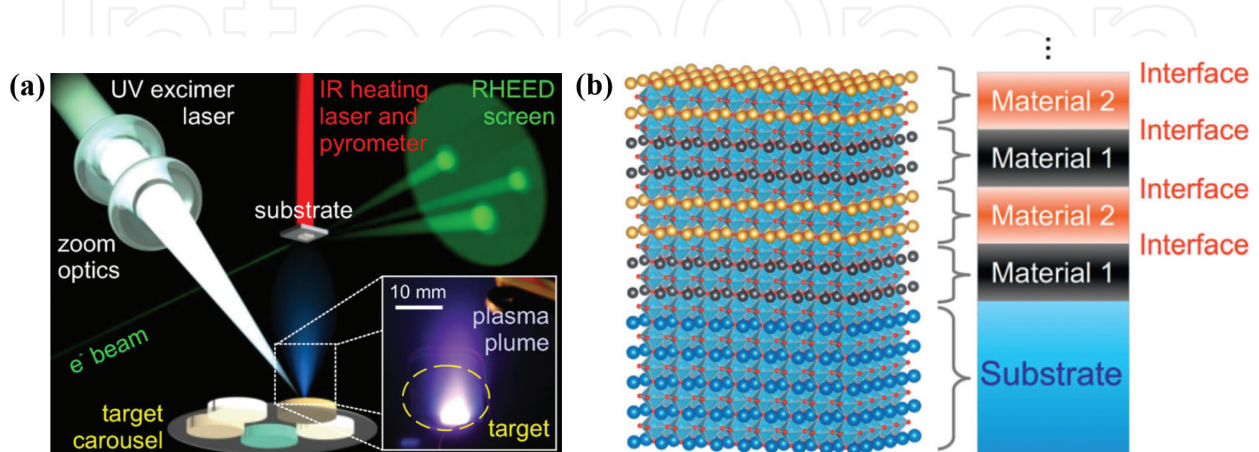 IntechOpen
(a)
UV excimer
laser
IR heating
laser and
pyrometer
RHEED
screen
substrate
zoom
optics
e⁻ beam
10 mm
plasma
plume
target
target
carousel
(b)
⋮
Interface
Material 2
Interface
Material 1
Interface
Material 2
Interface
Material 1
Substrate